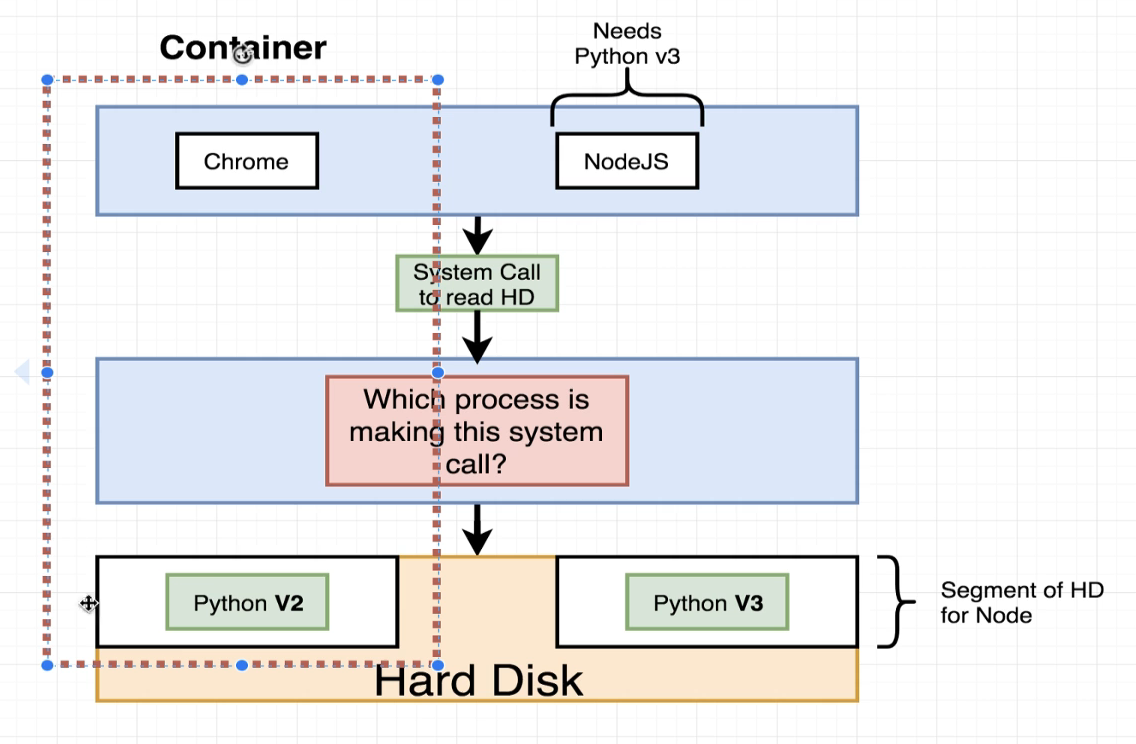 Container
Needs
Python v3
Chrome
NodeJS
System Call
to read HD
Which process is
making this system
call?
Python V2
Python V3
Segment of HD
for Node
Hard Disk